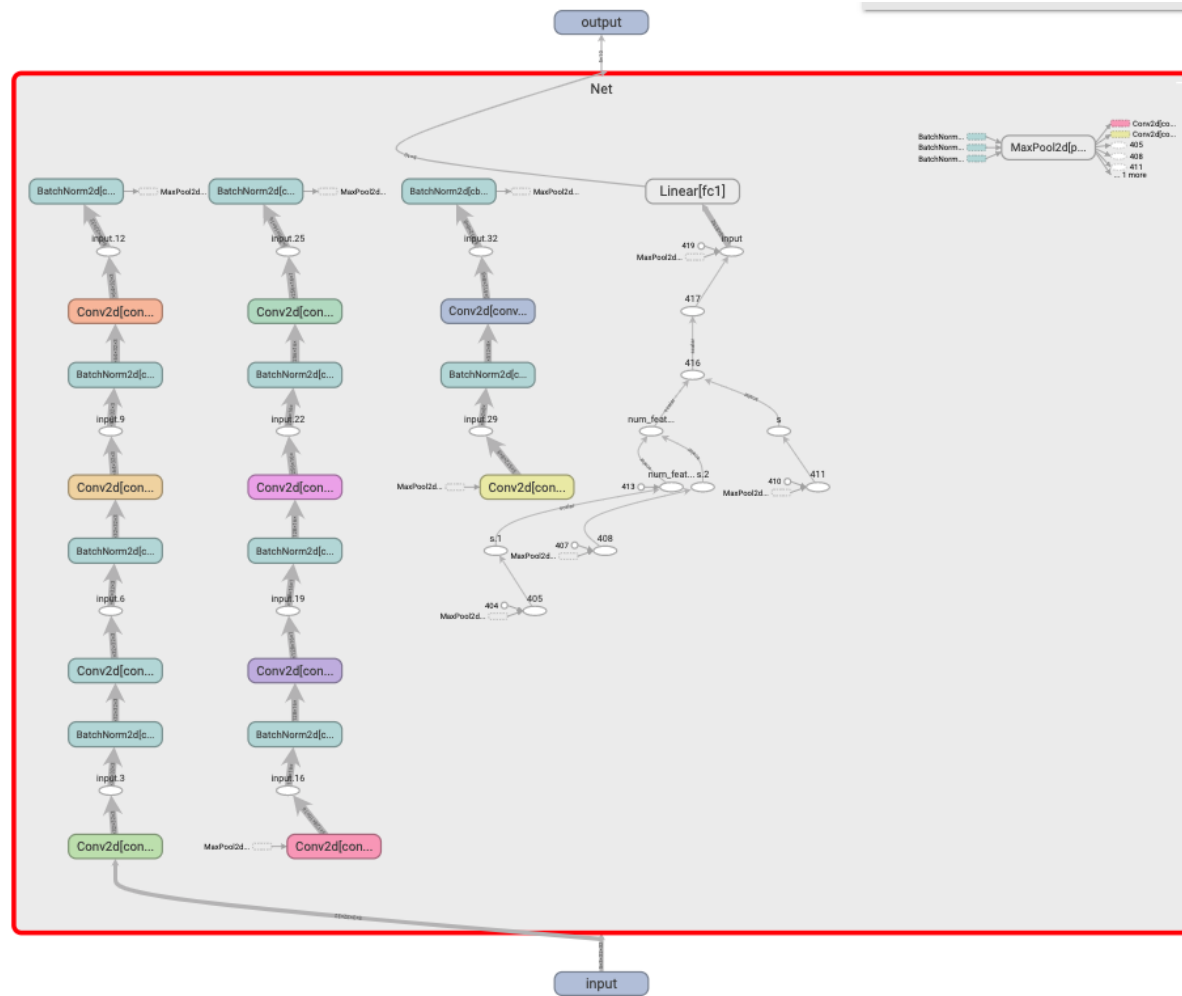 output
Net
BatchNorm2d[c...
MaxPool2d...
BatchNorm2d[c...
MaxPool2d...
BatchNorm2d[cb...
MaxPool2d...
Linear[fc1]
BatchNorm...
BatchNorm...
BatchNorm...
MaxPool2d[p...
Conv2d[co...
Conv2d[co...
405
408
411
... 1 more
input.12
input.25
input.32
input
419
MaxPool2d...
Conv2d[con...
Conv2d[con...
Conv2d[conv...
417
BatchNorm2d[c...
BatchNorm2d[c...
BatchNorm2d[c...
416
input.9
input.22
input.29
num_feat...
s
Conv2d[con...
Conv2d[con...
MaxPool2d...
Conv2d[con...
413
num_feat...
s.2
410
MaxPool2d...
411
BatchNorm2d[c...
BatchNorm2d[c...
s.1
407
MaxPool2d...
408
input.6
input.19
404
MaxPool2d...
405
Conv2d[con...
Conv2d[con...
BatchNorm2d[c...
BatchNorm2d[c...
input.3
input.16
Conv2d[con...
MaxPool2d...
Conv2d[con...
input